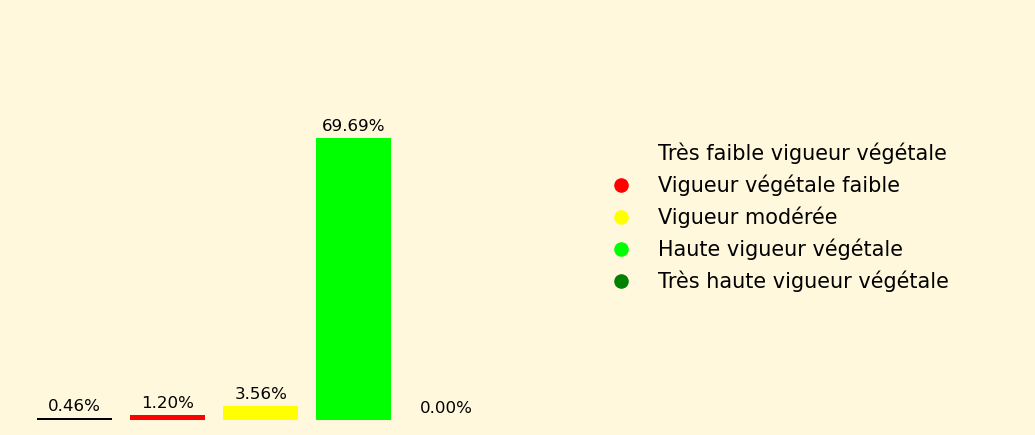 69.69%
3.56%
1.20%
0.46%
0.00%
Très faible vigueur végétale
Vigueur végétale faible
Vigueur modérée
Haute vigueur végétale
Très haute vigueur végétale